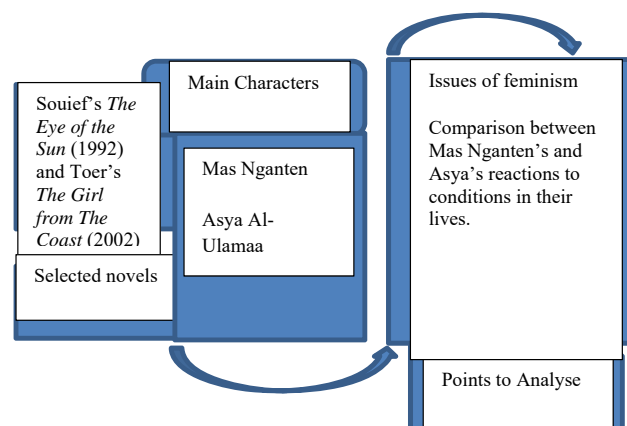 Souief's The
Eye of the
Sun (1992)
and Toer's
The Girl
from The
Coast (2002)
Selected novels
Main Characters
Mas Nganten
Asya Al-
Ulamaa
Issues of feminism
Comparison between
Mas Nganten's and
Asya's reactions to
conditions in their
lives.
Points to Analyse